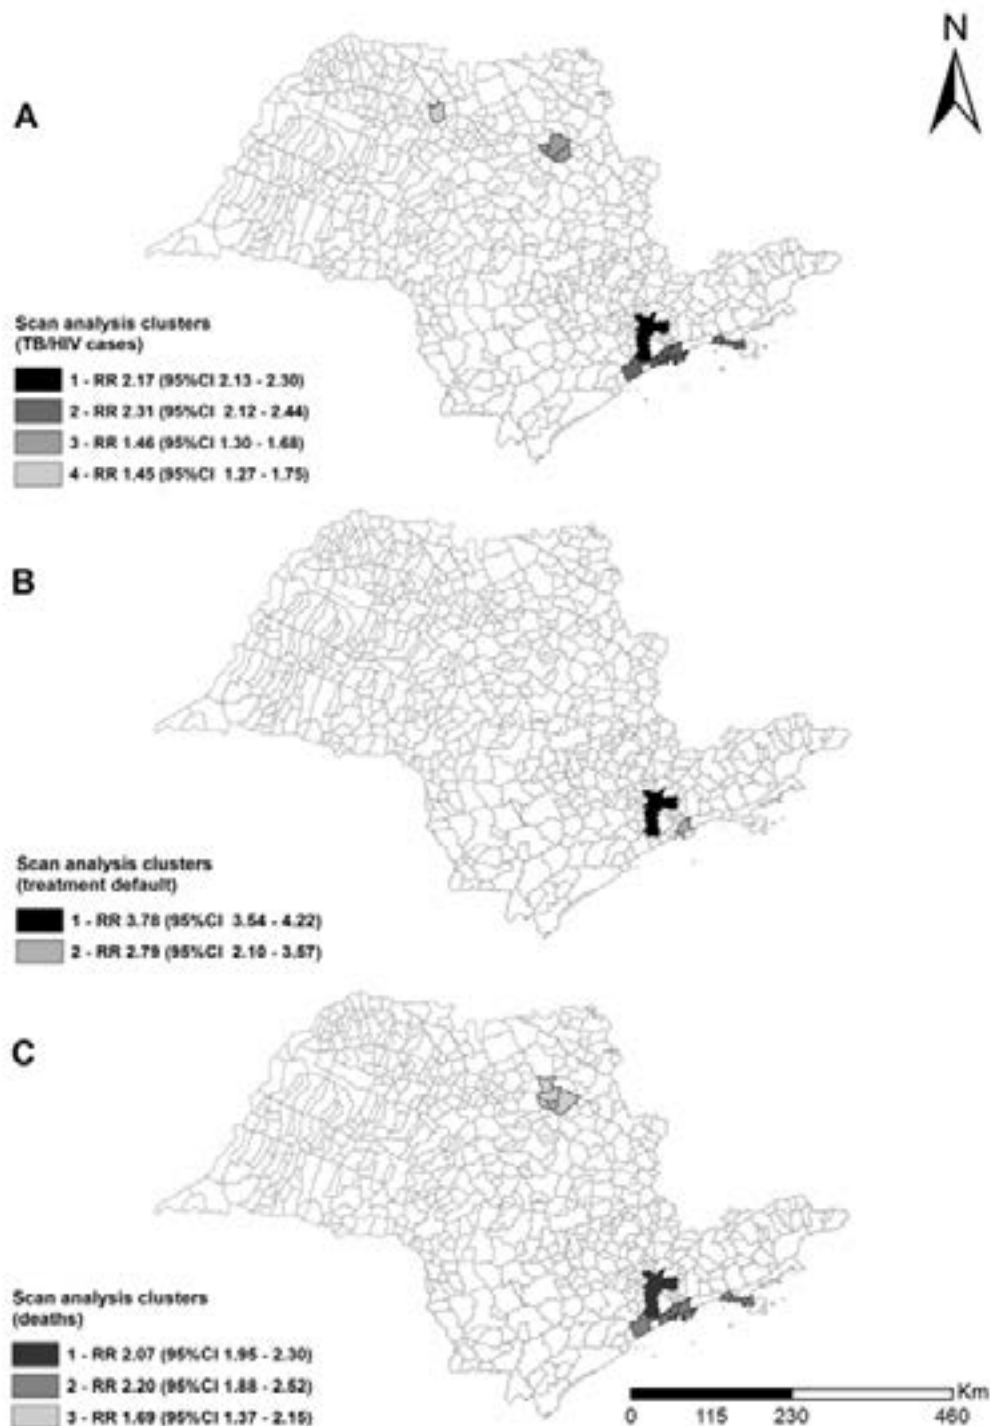 N
A
Scan analysis clusters
(TB/HIV cases)
1 - RR 2.17 (95%CI 2.13 - 2.30)
2 - RR 2.31 (95%CI 2.12 - 2.44)
3 - RR 1.46 (95%CI 1.30 - 1.68)
4 - RR 1.45 (95%CI 1.27 - 1.75)
B
Scan analysis clusters
(treatment default)
1 - RR 3.78 (95%CI 3.54 - 4.22)
2 - RR 2.79 (95%CI 2.10 - 3.57)
C
Scan analysis clusters
(deaths)
1 - RR 2.07 (95%CI 1.95 - 2.30)
2 - RR 2.20 (95%CI 1.88 - 2.52)
3 - RR 1.69 (95%CI 1.37 - 2.15)
Km
0 115 230 460